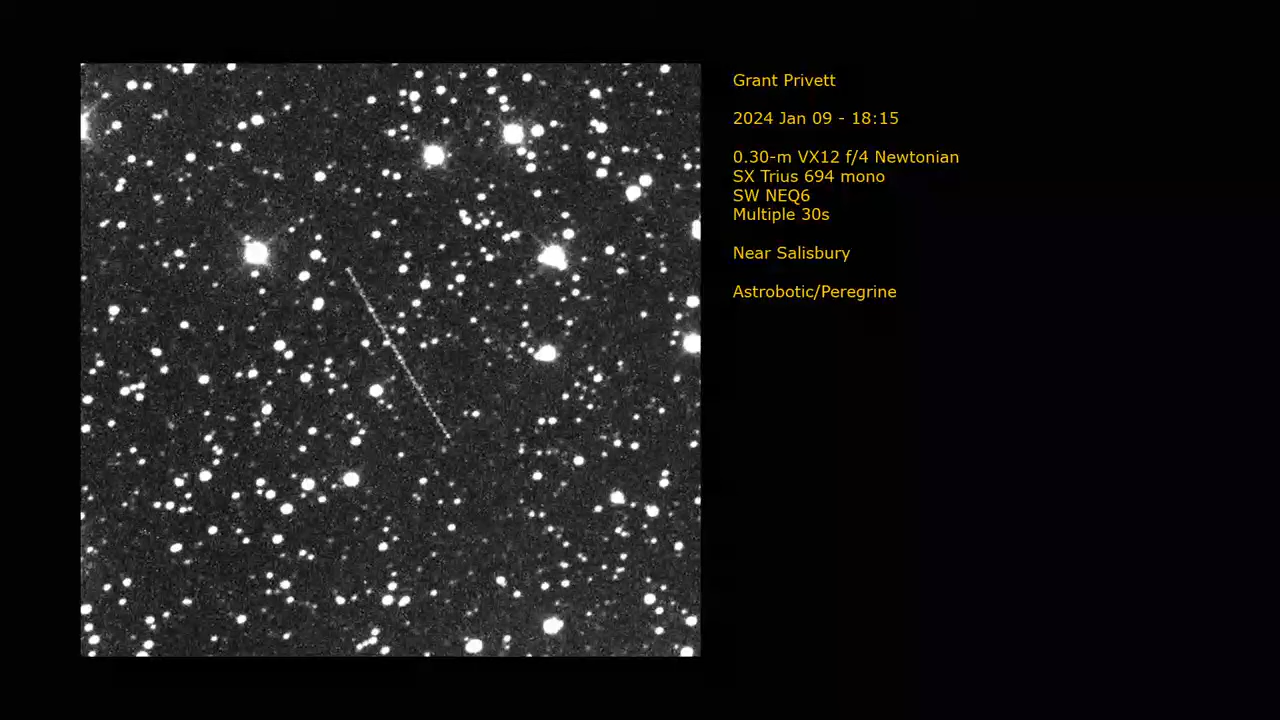 Grant Privett
2024 Jan 09 - 18:15
0.30-m VX12 f/4 Newtonian
SX Trius 694 mono
SW NEQ6
Multiple 30s
Near Salisbury
Astrobotic/Peregrine